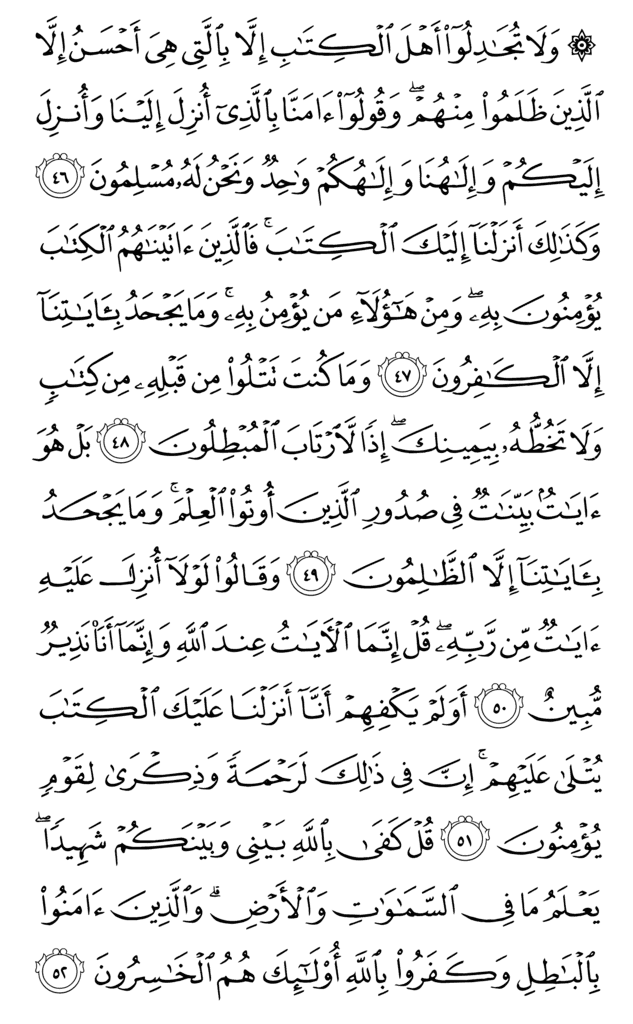 ۞ وَلَا تُجَٰدِلُوٓا۟ أَهْلَ ٱلْكِتَٰبِ إِلَّا بِٱلَّتِى هِىَ أَحْسَنُ إِلَّا
ٱلَّذِينَ ظَلَمُوا۟ مِنْهُمْ ۖ وَقُولُوٓا۟ ءَامَنَّا بِٱلَّذِىٓ أُنزِلَ إِلَيْنَا وَأُنزِلَ
إِلَيْكُمْ وَإِلَٰهُنَا وَإِلَٰهُكُمْ وَٰحِدٌ وَنَحْنُ لَهُۥ مُسْلِمُونَ ٤٦
وَكَذَٰلِكَ أَنزَلْنَآ إِلَيْكَ ٱلْكِتَٰبَ ۚ فَٱلَّذِينَ ءَاتَيْنَٰهُمُ ٱلْكِتَٰبَ
يُؤْمِنُونَ بِهِۦ ۖ وَمِنْ هَٰٓؤُلَآءِ مَن يُؤْمِنُ بِهِۦ ۚ وَمَا يَجْحَدُ بِـَٔايَٰتِنَآ
إِلَّا ٱلْكَٰفِرُونَ ٤٧ وَمَا كُنتَ تَتْلُوا۟ مِن قَبْلِهِۦ مِن كِتَٰبٍ
وَلَا تَخُطُّهُۥ بِيَمِينِكَ ۖ إِذًا لَّٱرْتَابَ ٱلْمُبْطِلُونَ ٤٨ بَلْ هُوَ
ءَايَٰتٌۢ بَيِّنَٰتٌ فِى صُدُورِ ٱلَّذِينَ أُوتُوا۟ ٱلْعِلْمَ ۚ وَمَا يَجْحَدُ
بِـَٔايَٰتِنَآ إِلَّا ٱلظَّٰلِمُونَ ٤٩ وَقَالُوا۟ لَوْلَآ أُنزِلَ عَلَيْهِ
ءَايَٰتٌ مِّن رَّبِّهِۦ ۖ قُلْ إِنَّمَا ٱلْـَٔايَٰتُ عِندَ ٱللَّهِ وَإِنَّمَآ أَنَا۠ نَذِيرٌ
مُّبِينٌ ٥٠ أَوَلَمْ يَكْفِهِمْ أَنَّآ أَنزَلْنَا عَلَيْكَ ٱلْكِتَٰبَ
يُتْلَىٰ عَلَيْهِمْ ۚ إِنَّ فِى ذَٰلِكَ لَرَحْمَةً وَذِكْرَىٰ لِقَوْمٍ
يُؤْمِنُونَ ٥١ قُلْ كَفَىٰ بِٱللَّهِ بَيْنِى وَبَيْنَكُمْ شَهِيدًا ۖ
يَعْلَمُ مَا فِى ٱلسَّمَٰوَٰتِ وَٱلْأَرْضِ ۗ وَٱلَّذِينَ ءَامَنُوا۟
بِٱلْبَٰطِلِ وَكَفَرُوا۟ بِٱللَّهِ أُو۟لَٰٓئِكَ هُمُ ٱلْخَٰسِرُونَ ٥٢